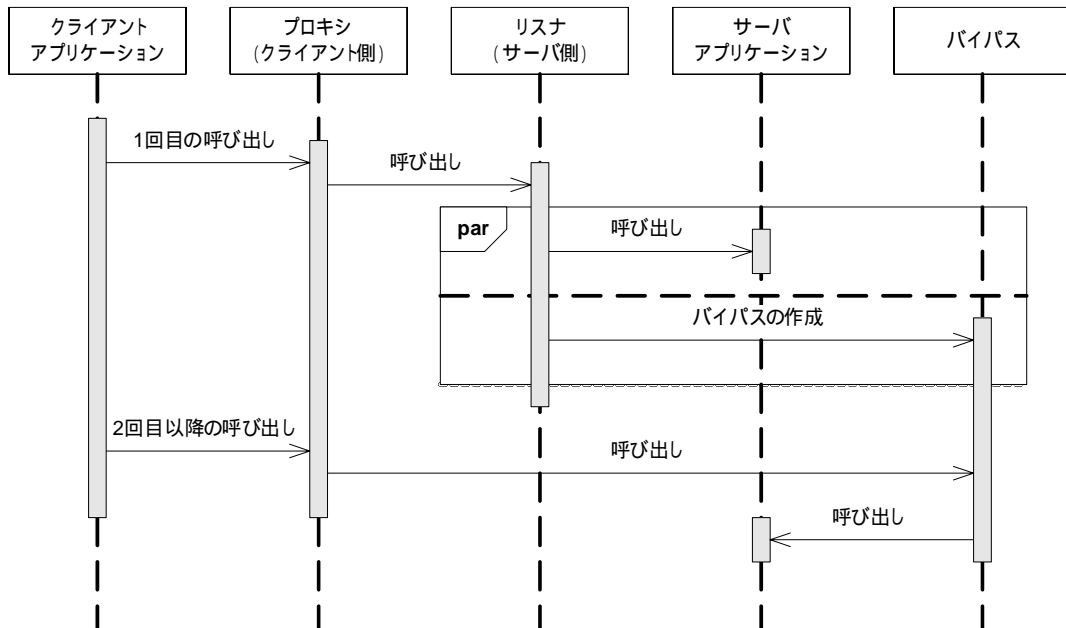 クライアント
アプリケーション
プロキシ
(クライアント側)
リスナ
(サーバ側)
サーバ
アプリケーション
バイパス
1回目の呼び出し
呼び出し
par
呼び出し
バイパスの作成
2回目以降の呼び出し
呼び出し
呼び出し